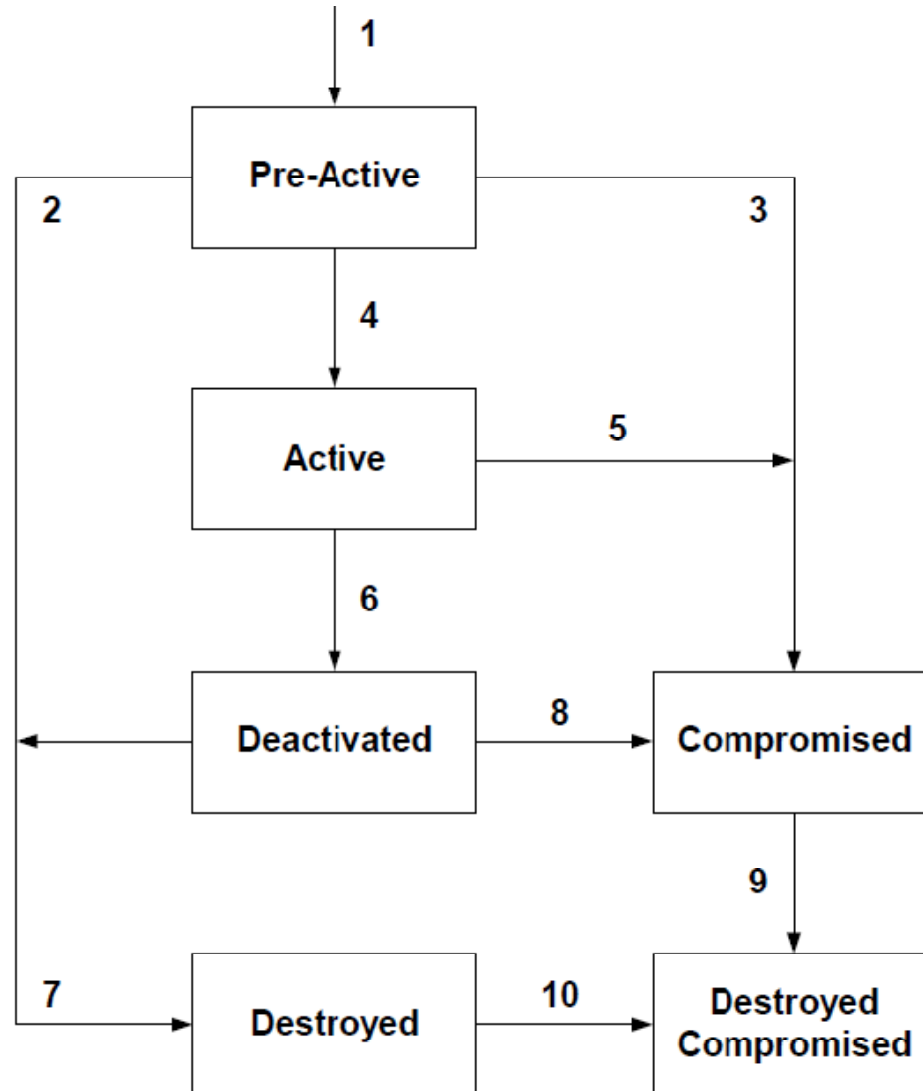 1
Pre-Active
2
3
4
Active
5
6
Deactivated
8
Compromised
9
7
Destroyed
10
Destroyed
Compromised